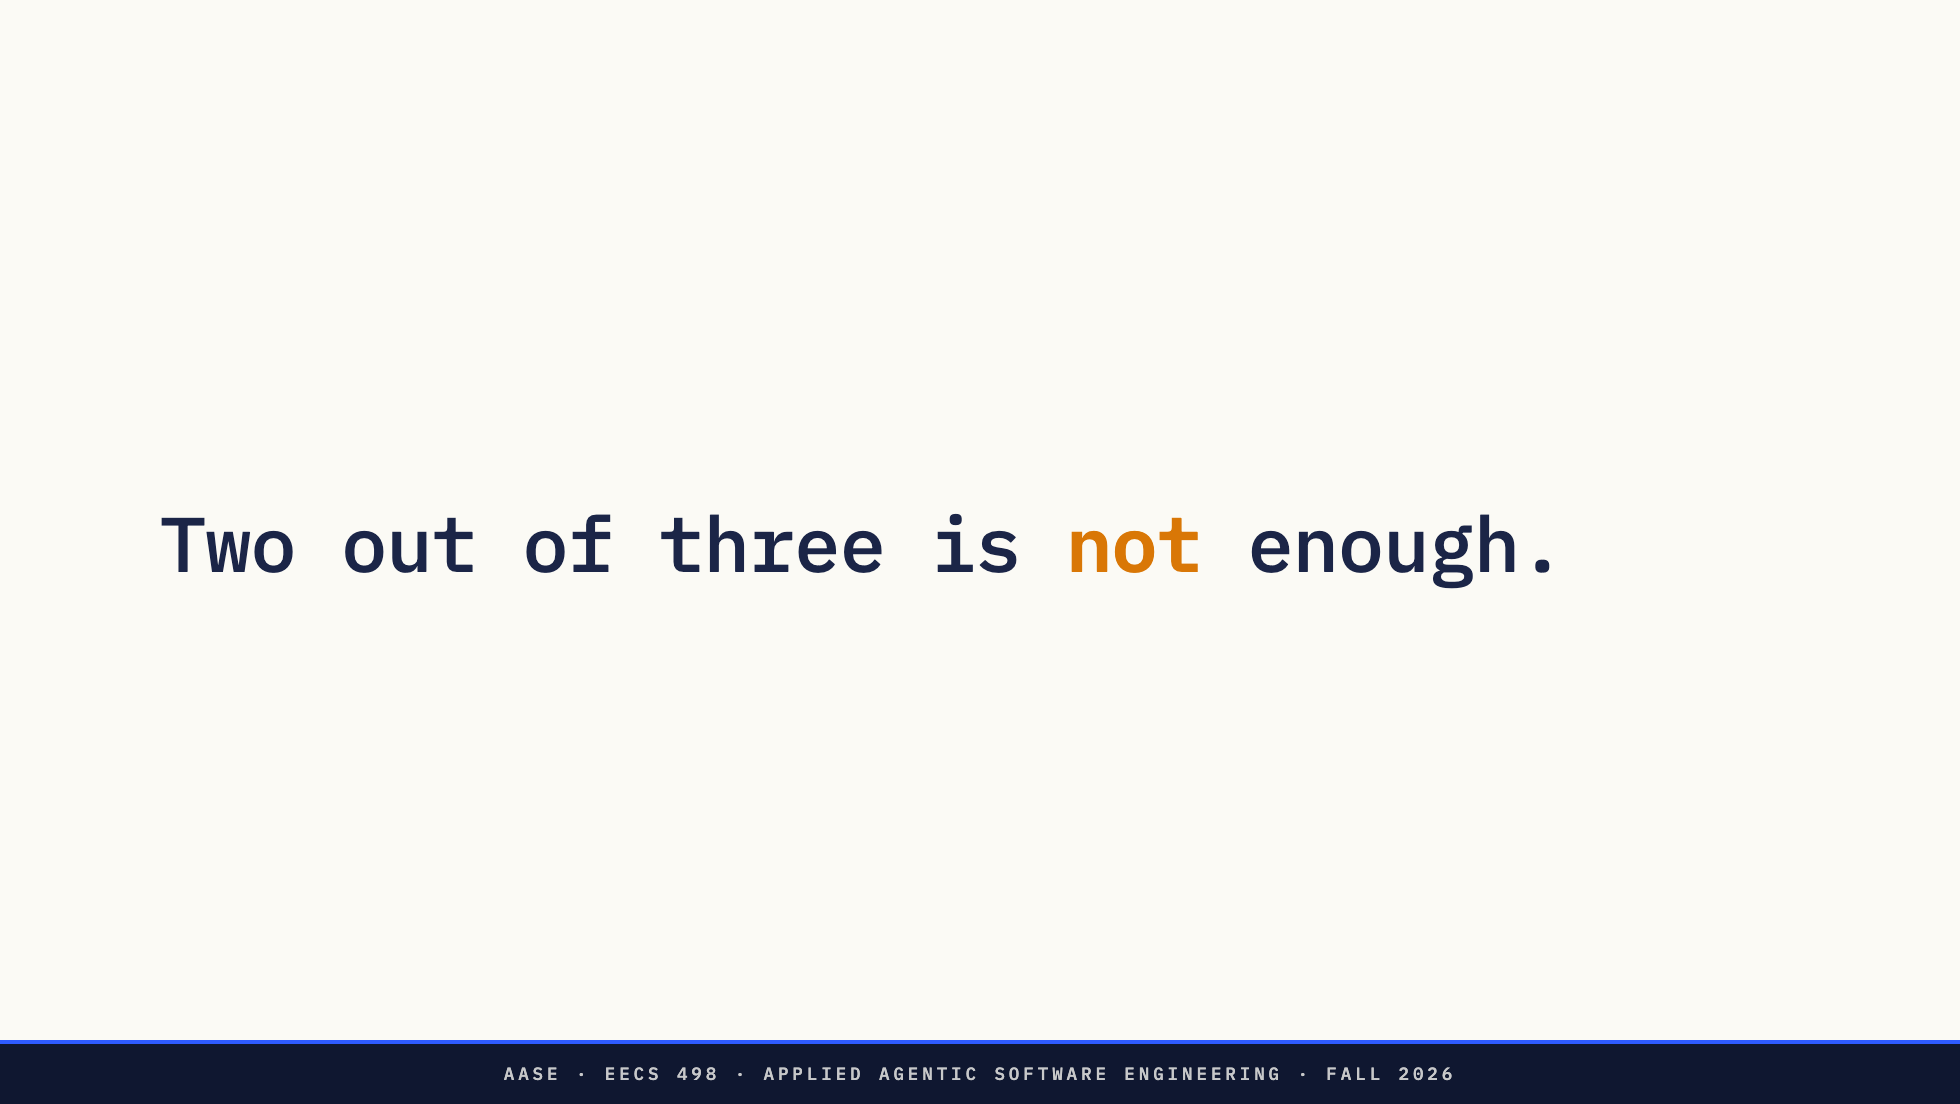 Two out of three is not enough.
AASE · EECS 498 · APPLIED AGENTIC SOFTWARE ENGINEERING · FALL 2026